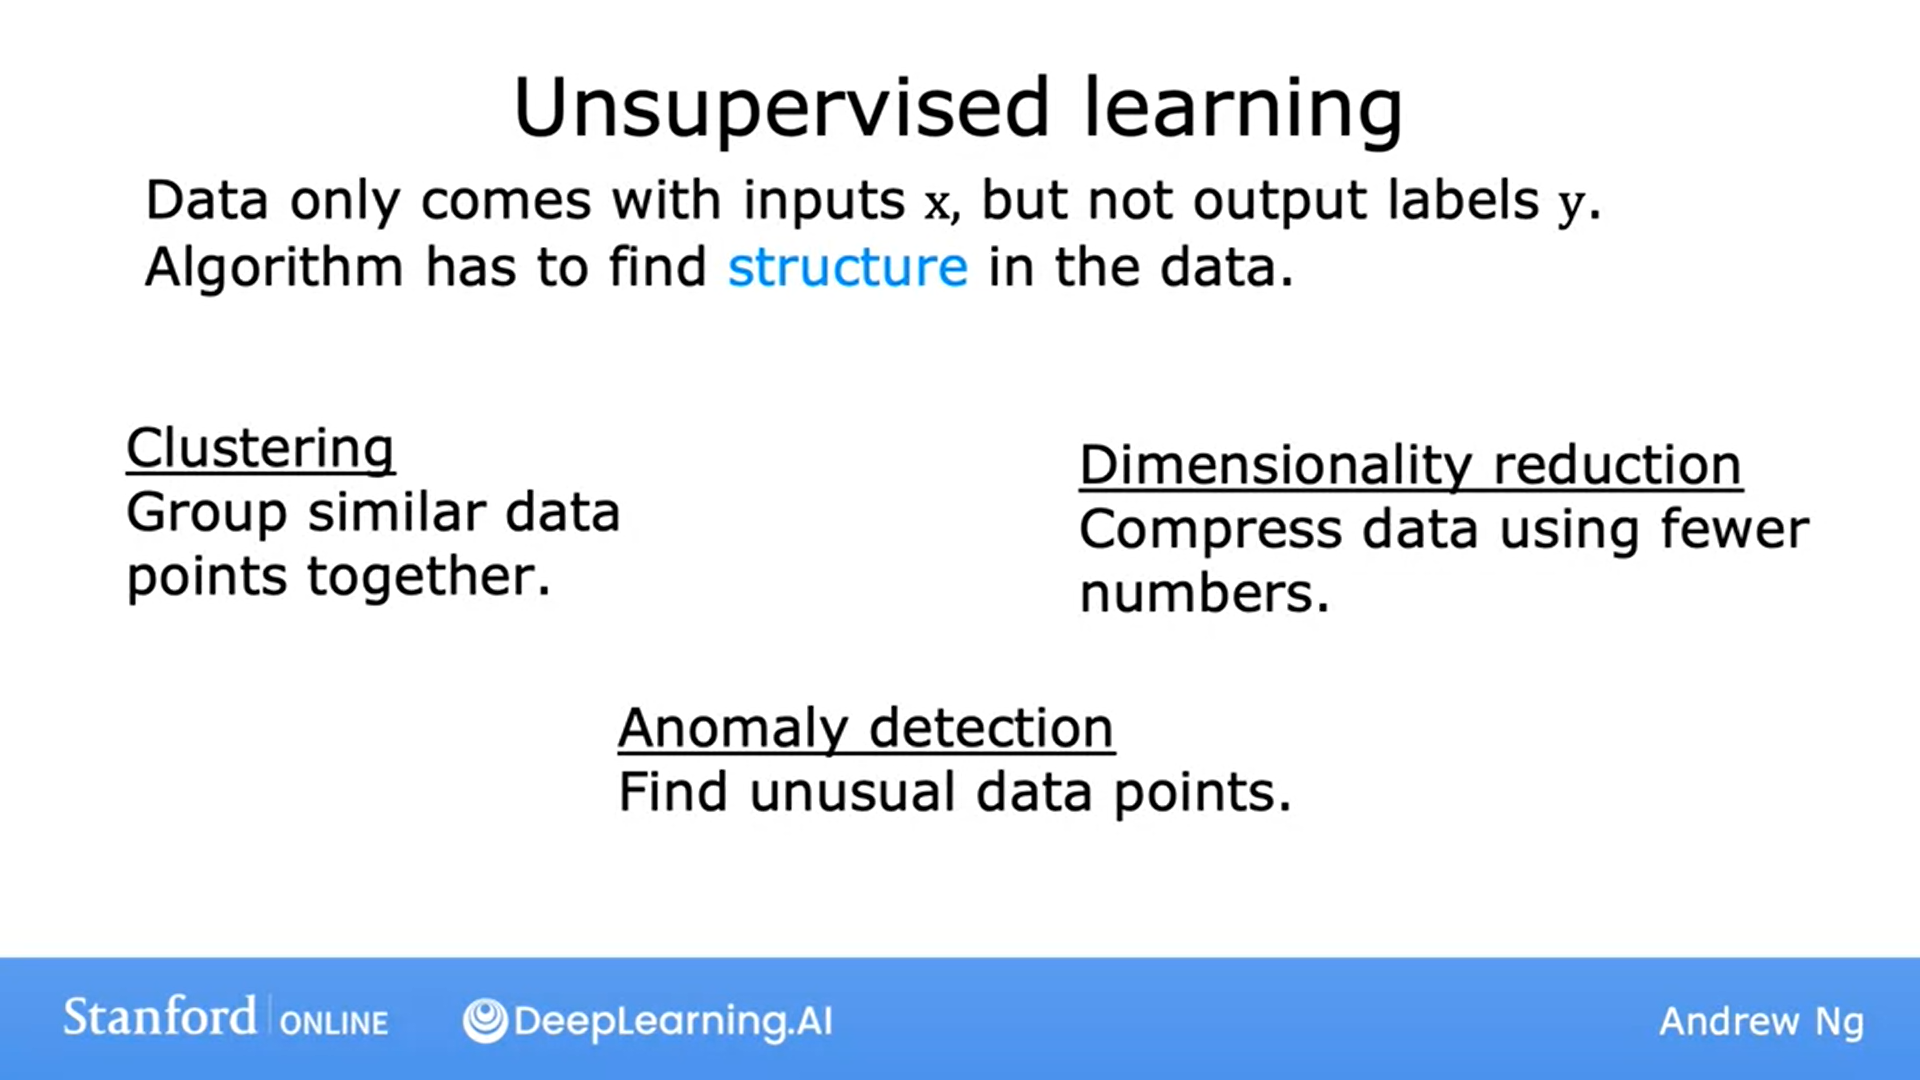 Unsupervised learning
Data only comes with inputs x, but not output labels y.
Algorithm has to find structure in the data.
Clustering
Group similar data
points together.
Dimensionality reduction
Compress data using fewer
numbers.
Anomaly detection
Find unusual data points.
Stanford ONLINE
DeepLearning.AI
Andrew Ng